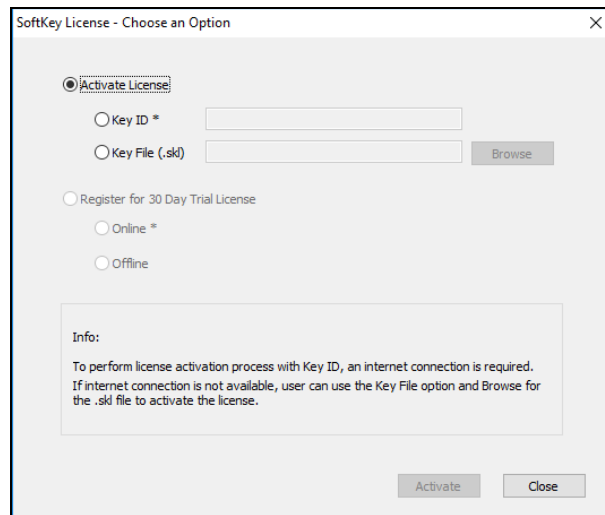 SoftKey License - Choose an Option
Activate License
Key ID *
Key File (.skl)
Browse
Register for 30 Day Trial License
Online *
Offline
Info:
To perform license activation process with Key ID, an internet connection is required.
If internet connection is not available, user can use the Key File option and Browse for
the .skl file to activate the license.
Activate
Close